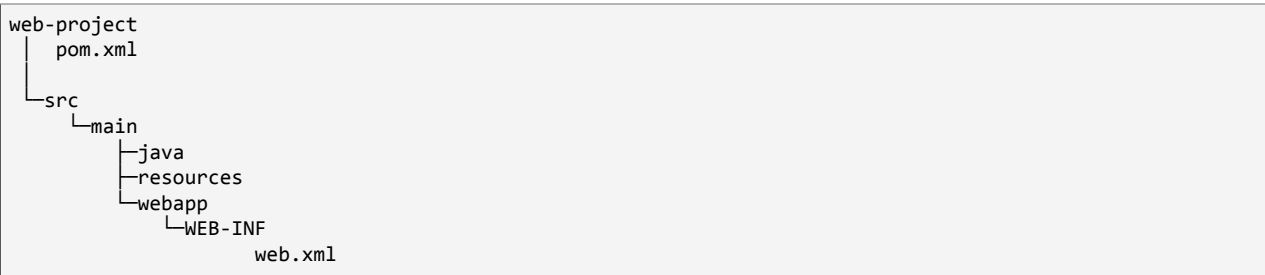 web-project
pom.xml
src
main
java
resources
webapp
WEB-INF
web.xml